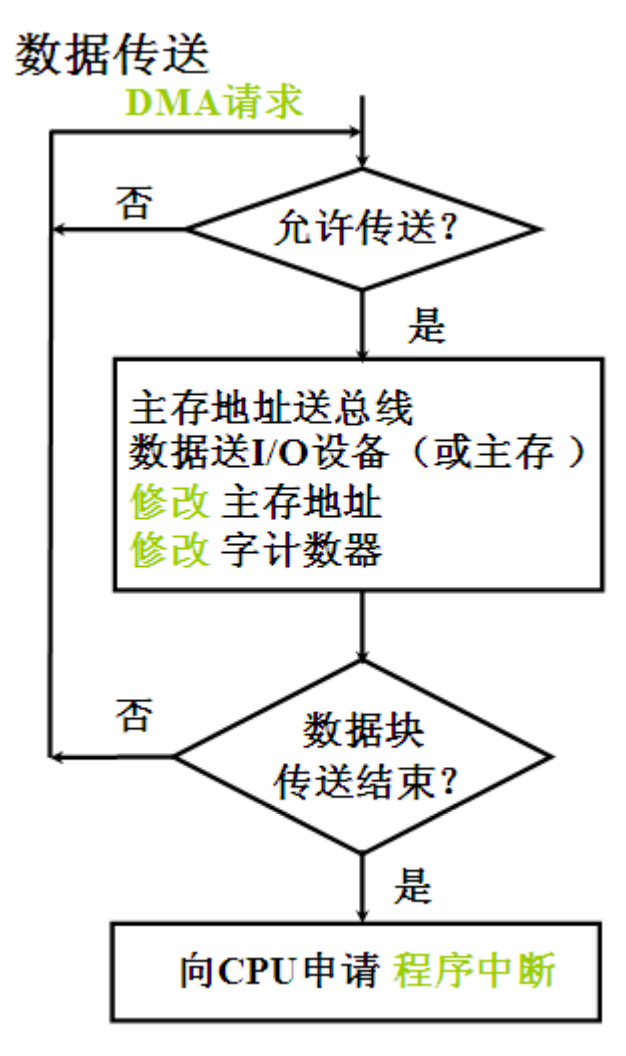 数据传送
DMA请求
否
允许传送？
是
主存地址送总线
数据送I/O设备（或主存 ）
修改 主存地址
修改 字计数器
否
数据块
传送结束？
是
向CPU申请 程序中断